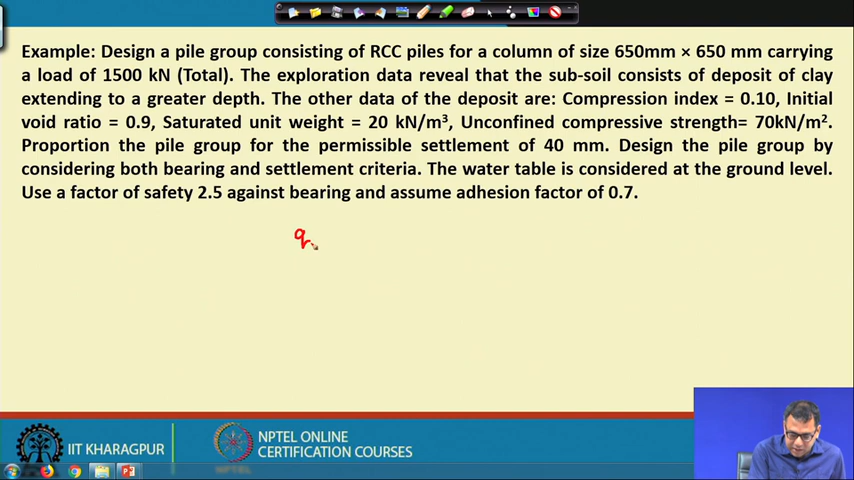 Example: Design a pile group consisting of RCC piles for a column of size 650mm × 650 mm carrying
a load of 1500 kN (Total). The exploration data reveal that the sub-soil consists of deposit of clay
extending to a greater depth. The other data of the deposit are: Compression index = 0.10, Initial
void ratio = 0.9, Saturated unit weight = 20 kN/m³, Unconfined compressive strength= 70kN/m².
Proportion the pile group for the permissible settlement of 40 mm. Design the pile group by
considering both bearing and settlement criteria. The water table is considered at the ground level.
Use a factor of safety 2.5 against bearing and assume adhesion factor of 0.7.
q
IIT KHARAGPUR
NPTEL ONLINE
CERTIFICATION COURSES
NPTEL